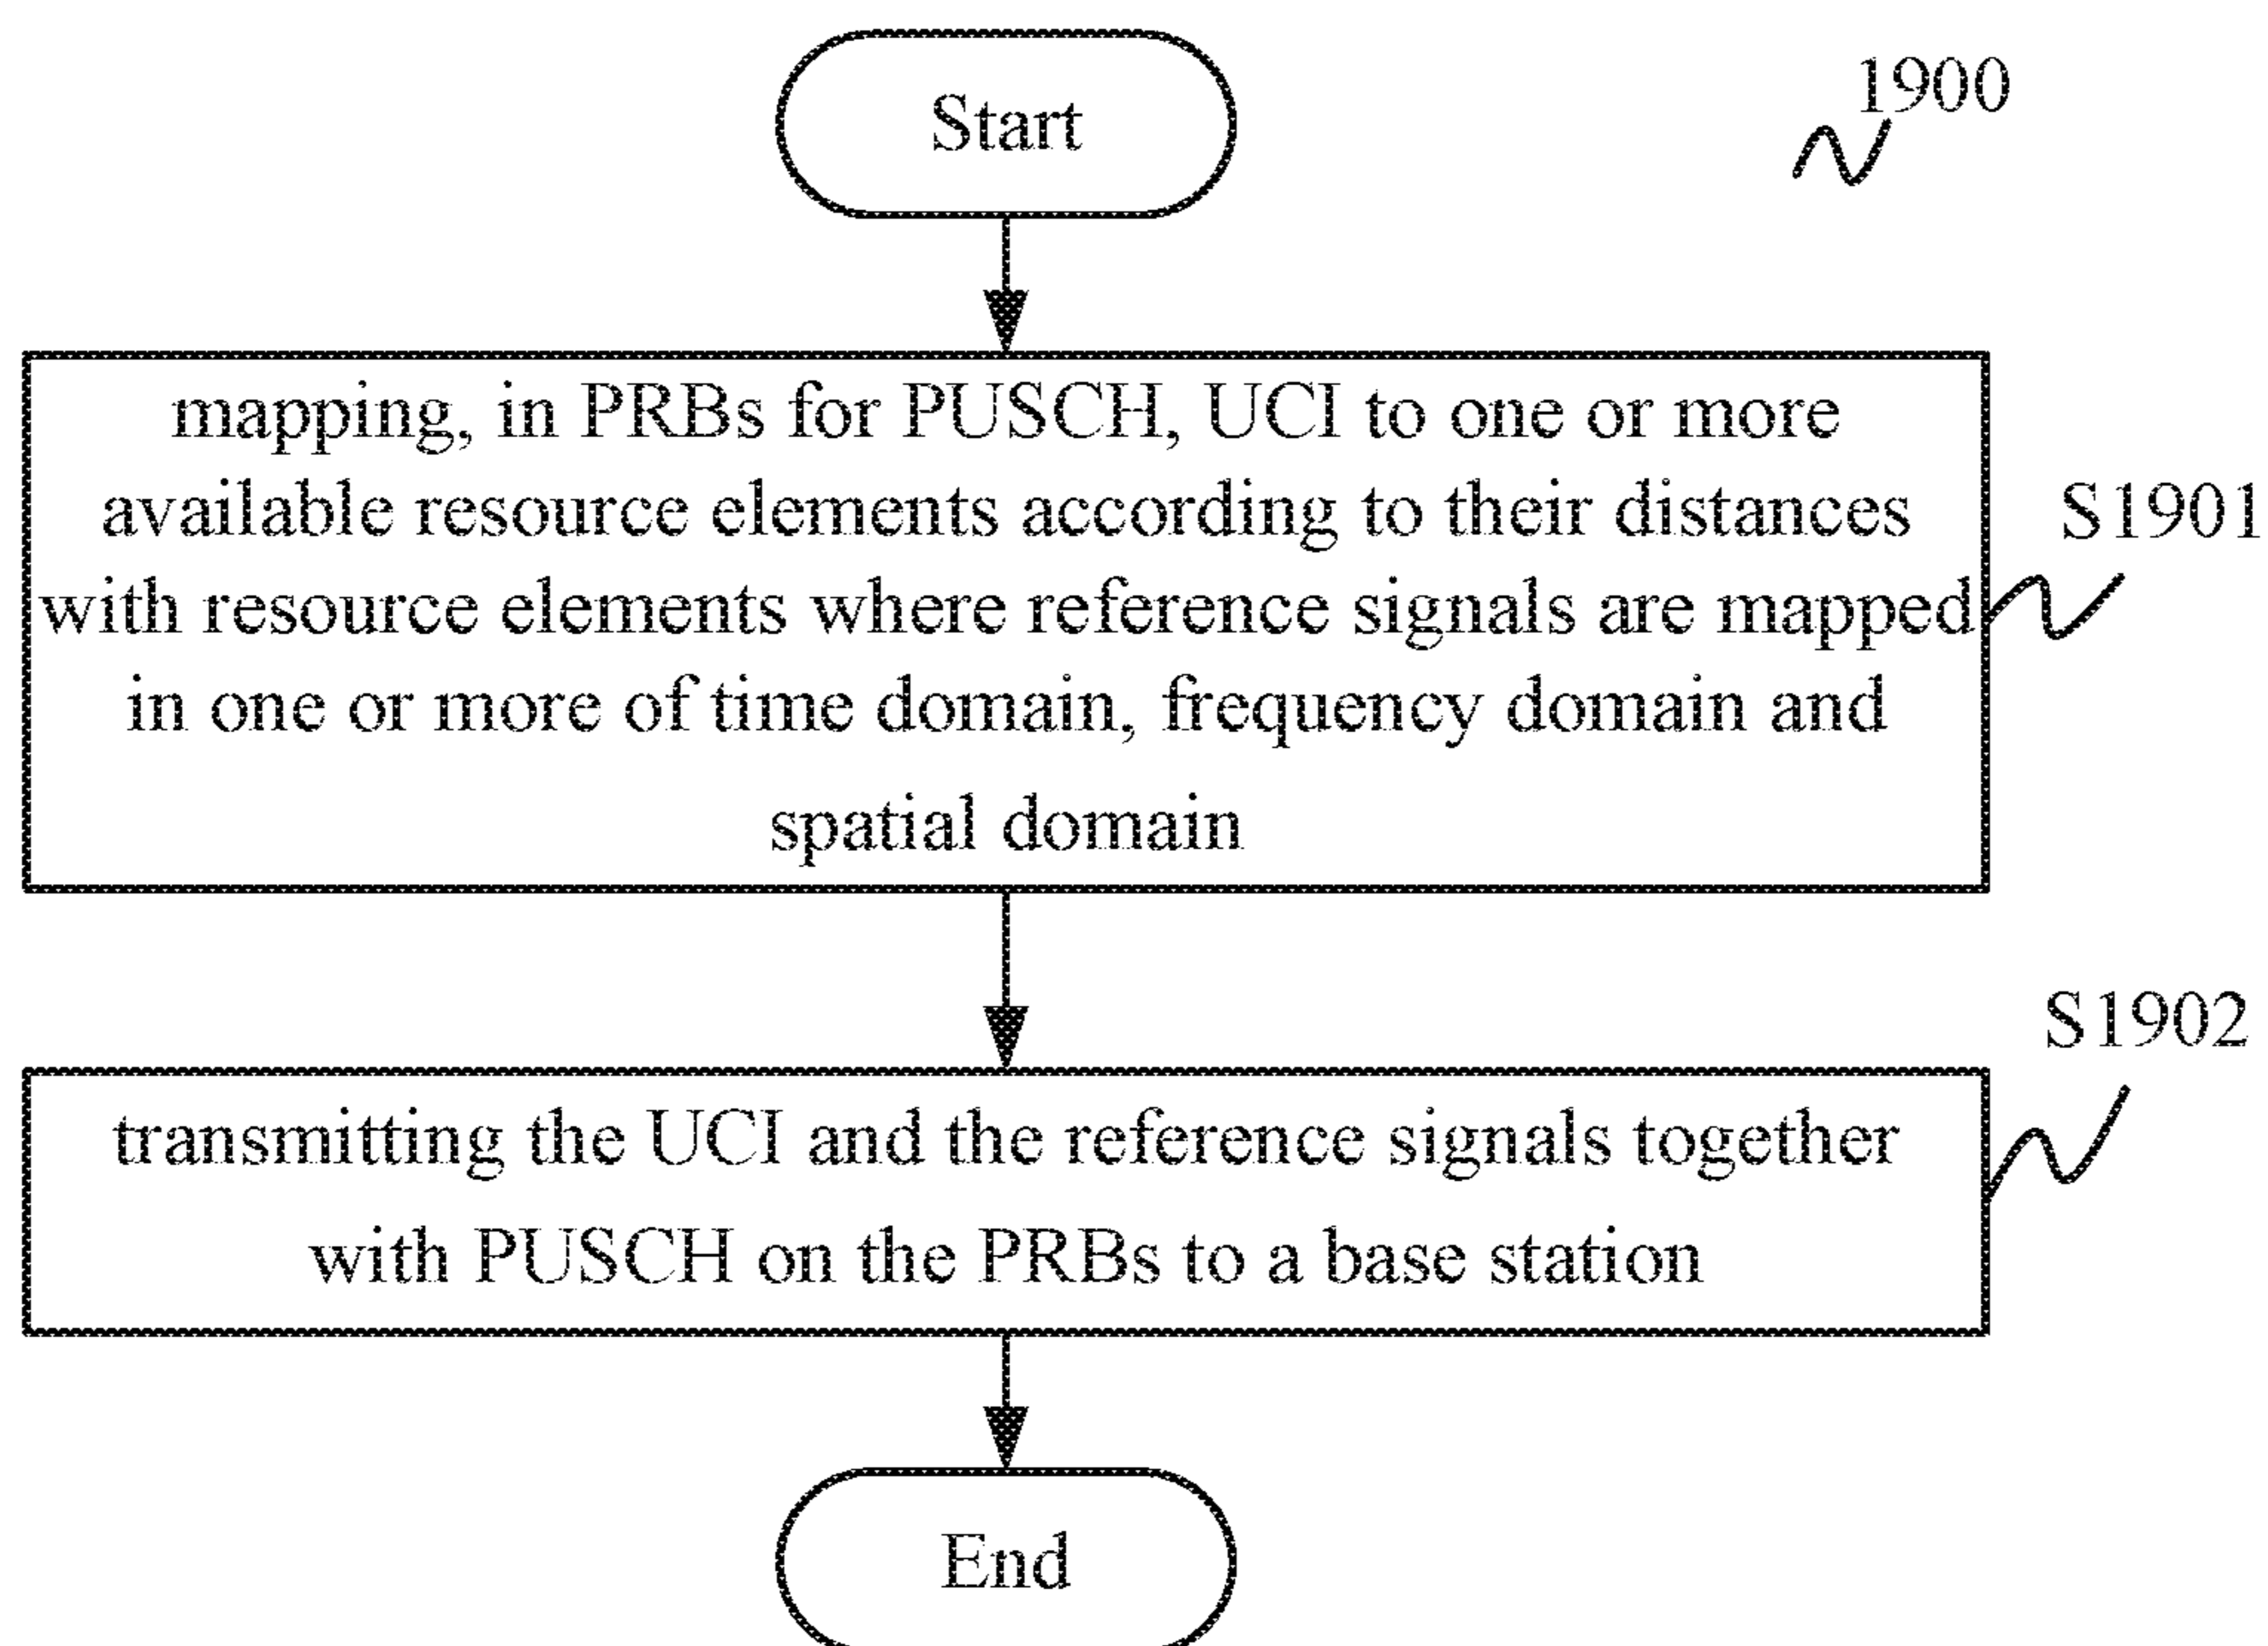 Start
1900
mapping, in PRBs for PUSCH, UCI to one or more
available resource elements according to their distances
with resource elements where reference signals are mapped
in one or more of time domain, frequency domain and
spatial domain
S1901
transmitting the UCI and the reference signals together
with PUSCH on the PRBs to a base station
S1902
End